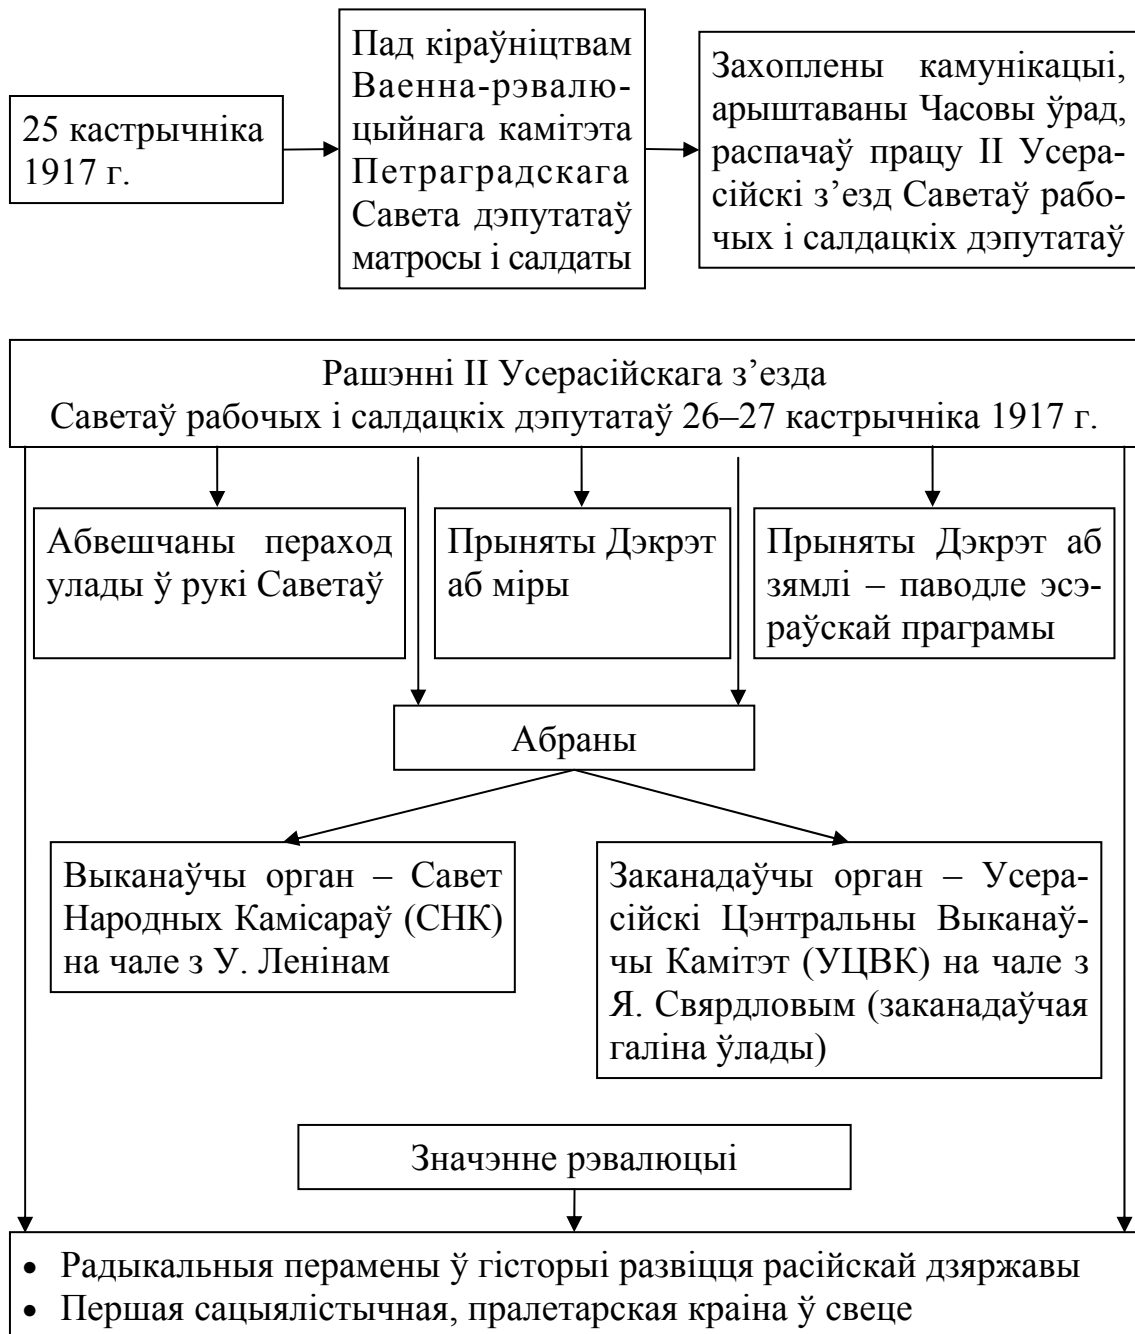 25 кастрычніка
1917 г.
Пад кіраўніцтвам
Ваенна-рэвалю-
цыйнага камітэта
Петраградскага
Савета дэпутатаў
матросы і салдаты
Захоплены камунікацыі,
арыштаваны Часовы ўрад,
распачаў працу II Усера-
сійскі з’езд Саветаў рабо-
чых і салдацкіх дэпутатаў
Рашэнні II Усерасійскага з’езда
Саветаў рабочых і салдацкіх дэпутатаў 26–27 кастрычніка 1917 г.
Абвешчаны пераход
улады ў рукі Саветаў
Прыняты Дэкрэт
аб міры
Прыняты Дэкрэт аб
зямлі – паводле эсэ-
раўскай праграмы
Абраны
Выканаўчы орган – Савет
Народных Камісараў (СНК)
на чале з У. Ленінам
Заканадаўчы орган – Усера-
сійскі Цэнтральны Выканаў-
чы Камітэт (УЦВК) на чале з
Я. Свярдловым (заканадаўчая
галіна ўлады)
Значэнне рэвалюцыі
• Радыкальныя перамены ў гісторыі развіцця расійскай дзяржавы
• Першая сацыялістычная, пралетарская краіна ў свеце